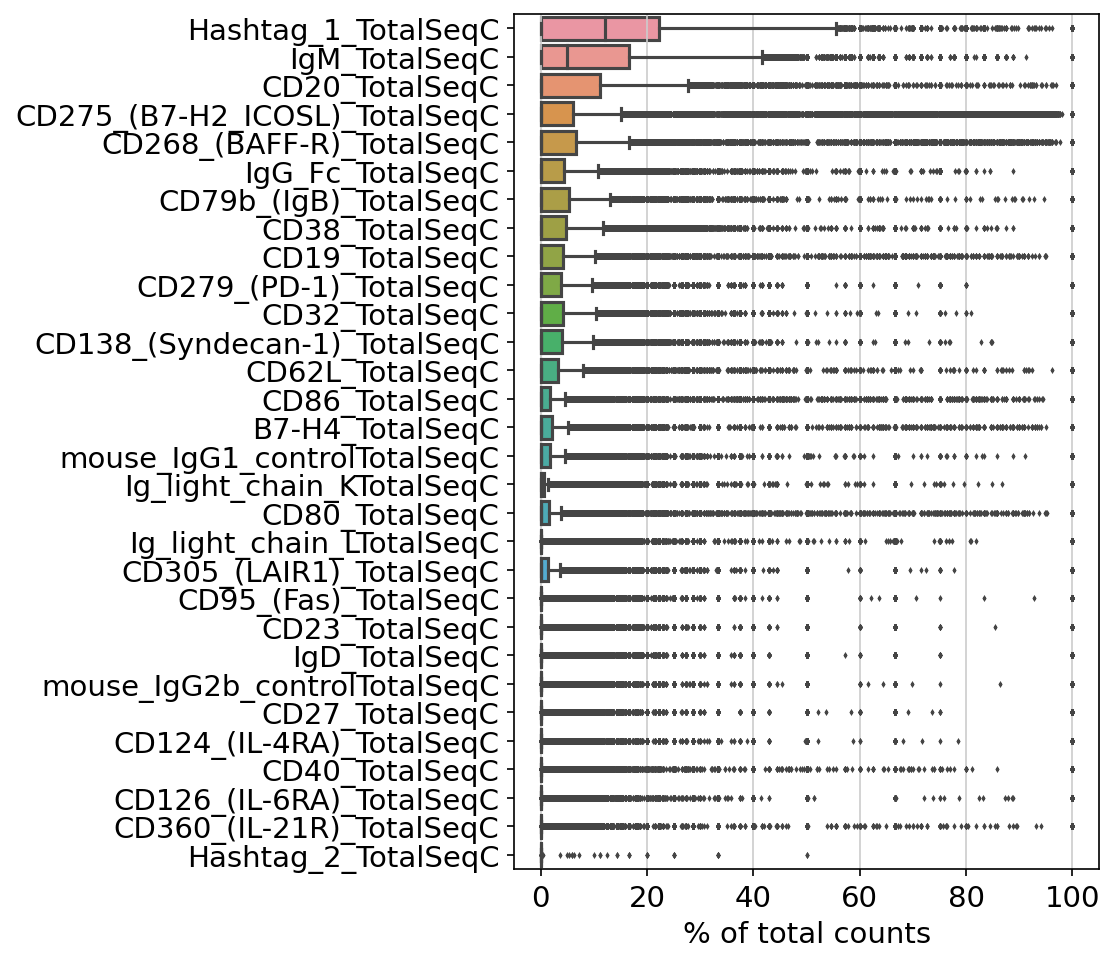 Hashtag_1_TotalSeqC
IgM_TotalSeqC
CD20_TotalSeqC
CD275_(B7-H2_ICOSL)_TotalSeqC
CD268_(BAFF-R)_TotalSeqC
IgG_Fc_TotalSeqC
CD79b_(IgB)_TotalSeqC
CD38_TotalSeqC
CD19_TotalSeqC
CD279_(PD-1)_TotalSeqC
CD32_TotalSeqC
CD138_(Syndecan-1)_TotalSeqC
CD62L_TotalSeqC
CD86_TotalSeqC
B7-H4_TotalSeqC
mouse_IgG1_controlTotalSeqC
Ig_light_chain_KTotalSeqC
CD80_TotalSeqC
Ig_light_chain_LTotalSeqC
CD305_(LAIR1)_TotalSeqC
CD95_(Fas)_TotalSeqC
CD23_TotalSeqC
IgD_TotalSeqC
mouse_IgG2b_controlTotalSeqC
CD27_TotalSeqC
CD124_(IL-4RA)_TotalSeqC
CD40_TotalSeqC
CD126_(IL-6RA)_TotalSeqC
CD360_(IL-21R)_TotalSeqC
Hashtag_2_TotalSeqC
0 20 40 60 80 100
% of total counts